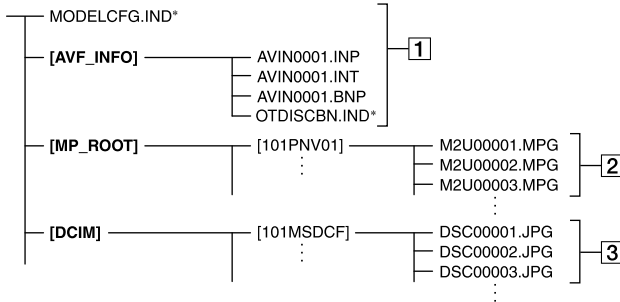 MODELCFG.IND*
[AVF_INFO] AVIN0001.INP
AVIN0001.INT
AVIN0001.BNP
OTDISCBN.IND*
1
[MP_ROOT] [101PNV01] M2U00001.MPG
M2U00002.MPG
M2U00003.MPG
2
[DCIM] [101MSDCF] DSC00001.JPG
DSC00002.JPG
DSC00003.JPG
3